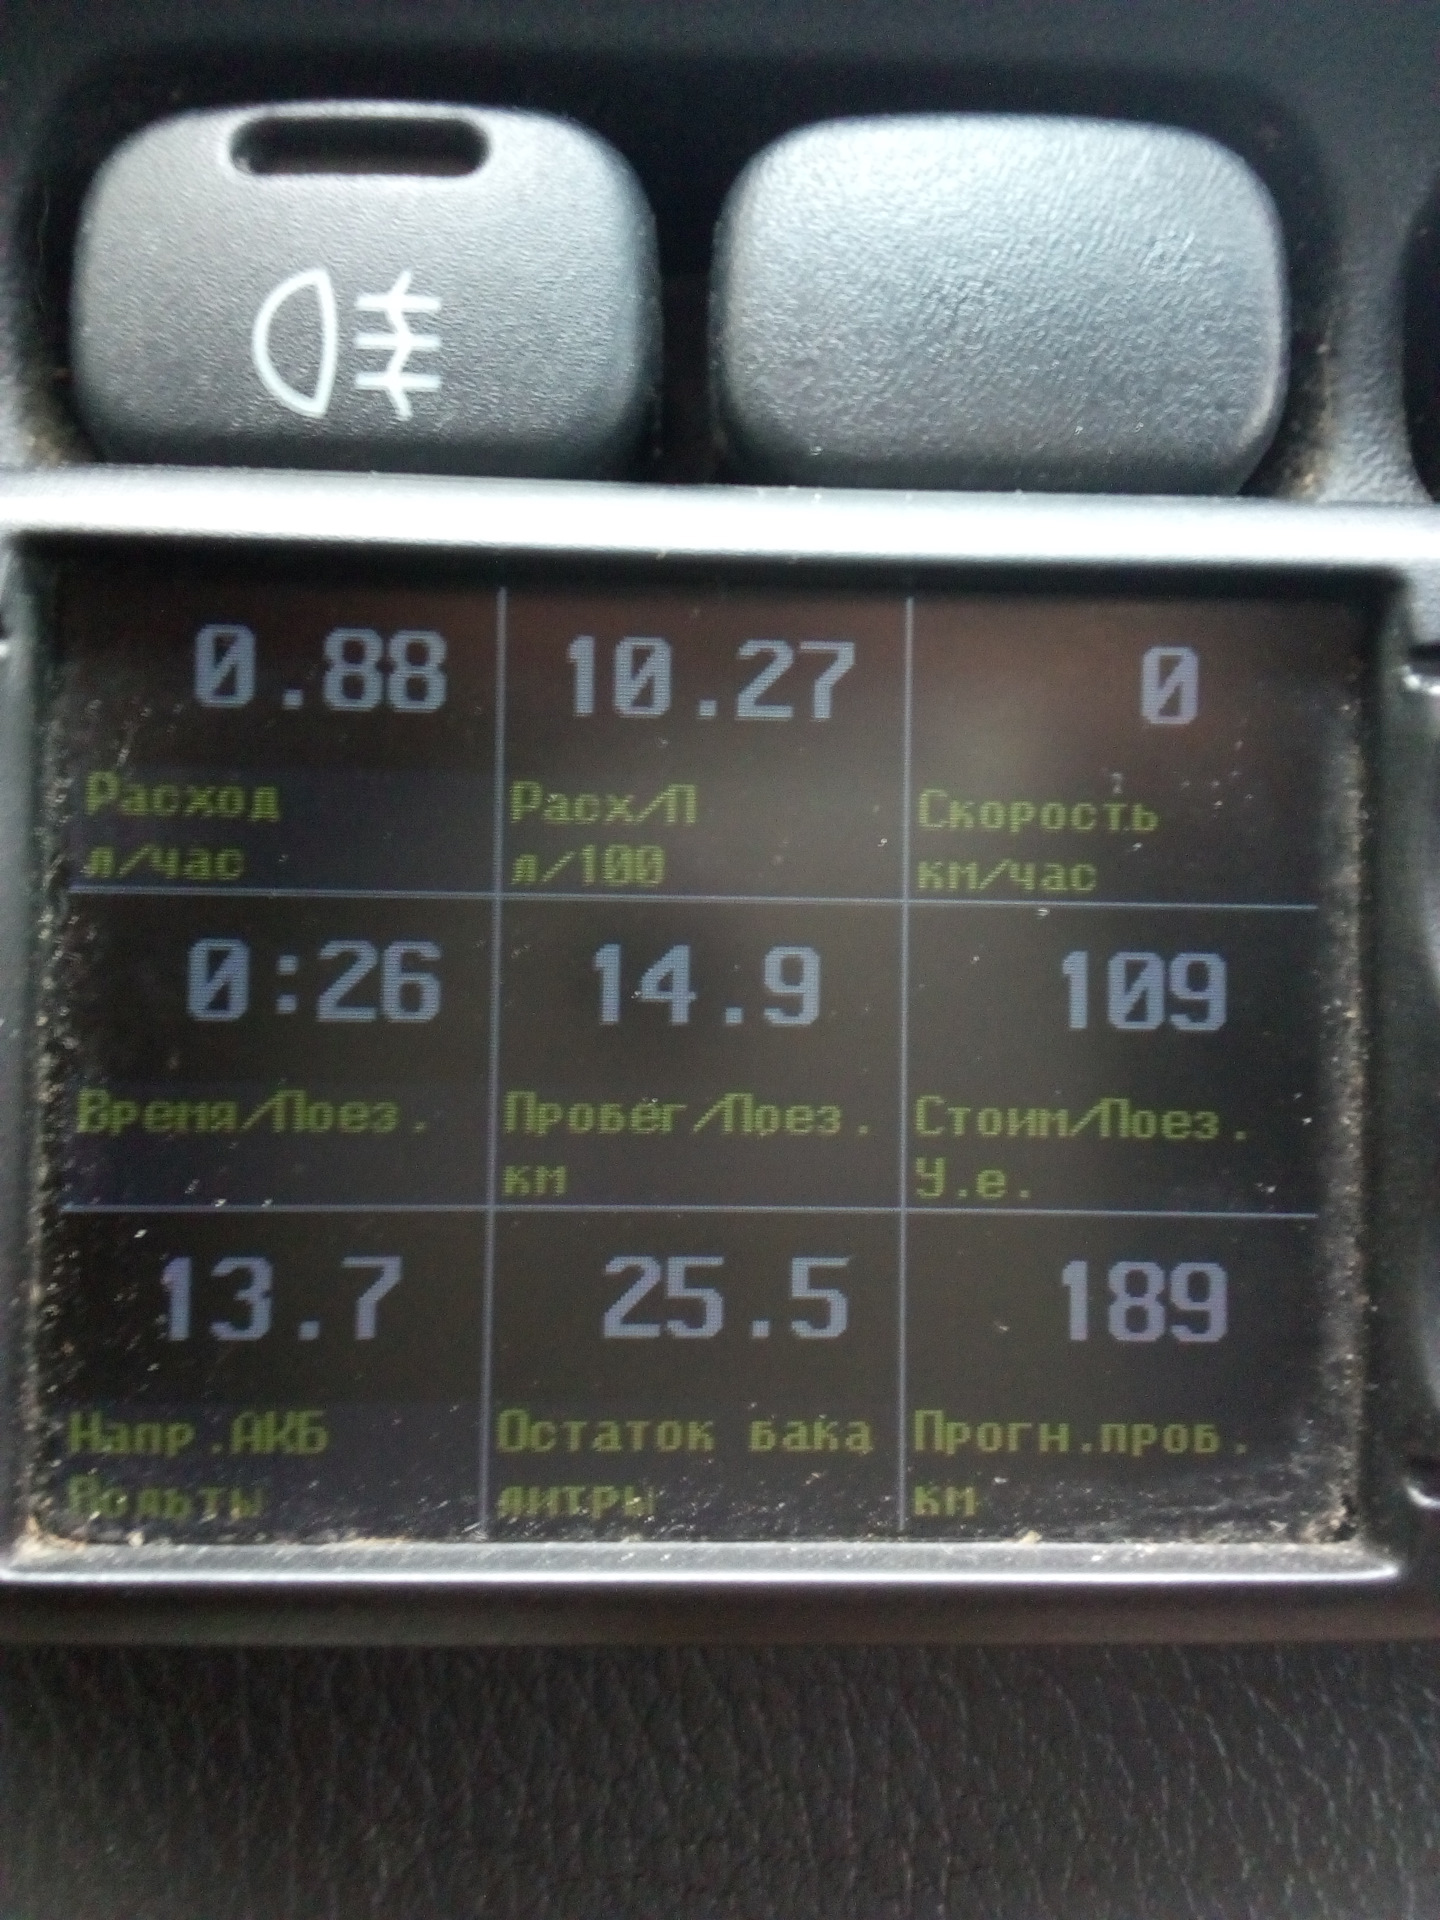 0.88
10.27
0
Расход
л/час
Расх/П
л/100
Скорость
км/час
0:26
14.9
109
Время/Поез.
Пробег/Поез.
км
Стоим/Поез.
У.е.
13.7
25.5
189
Напр.АКБ
Вольты
Остаток бака
литры
Прогн.проб.
км